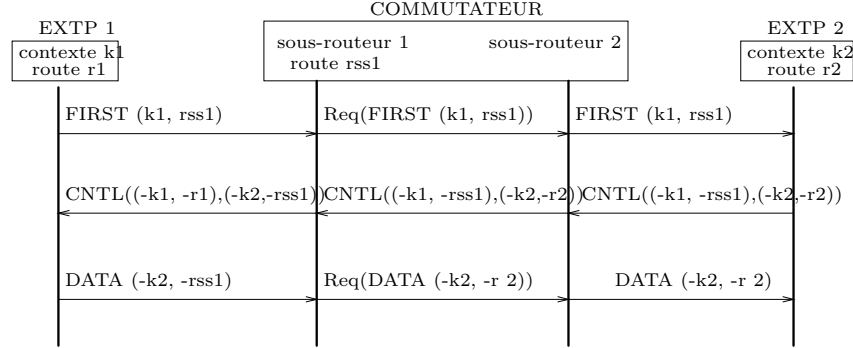 COMMUTATEUR
EXTP 1
EXTP 2
contexte k1
route r1
sous-routeur 1
route rss1
sous-routeur 2
contexte k2
route r2
FIRST (k1, rss1)
Req(FIRST (k1, rss1))
FIRST (k1, rss1)
CNTL((-k1, -r1),(-k2,-rss1))
CNTL((-k1, -rss1),(-k2,-r2))
CNTL((-k1, -rss1),(-k2,-r2))
DATA (-k2, -rss1)
Req(DATA (-k2, -r 2))
DATA (-k2, -r 2)